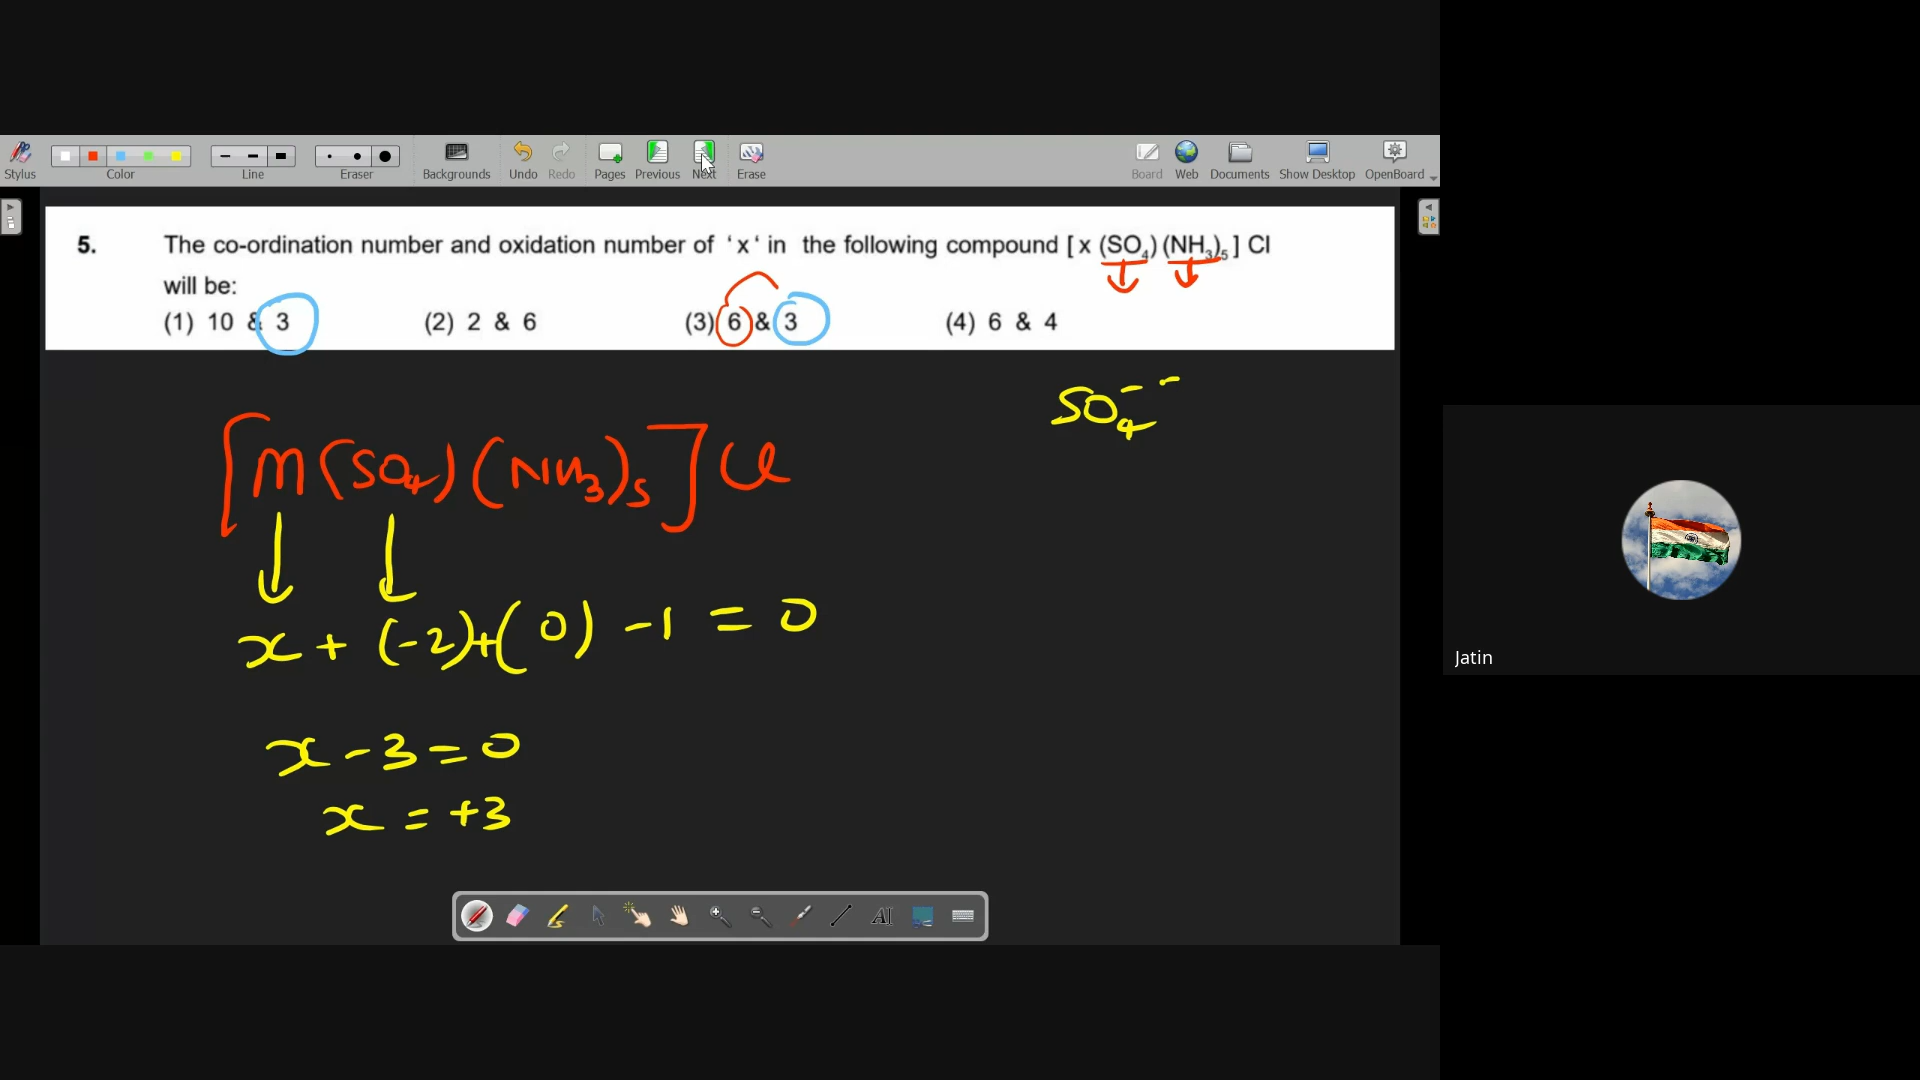 Stylus Color Line Eraser Backgrounds Undo Redo Pages Previous Next Erase Board Web Documents Show Desktop OpenBoard
5. The co-ordination number and oxidation number of ‘x‘ in the following compound [ x (SO₄) (NH₃)₅ ] Cl
will be:
(1) 10 & 3 (2) 2 & 6 (3) 6 & 3 (4) 6 & 4
SO₄⁻⁻
[M(SO₄)(NH₃)₅]Cl
x + (-2)+(0) -1 = 0
x - 3 = 0
x = +3
Jatin
AI